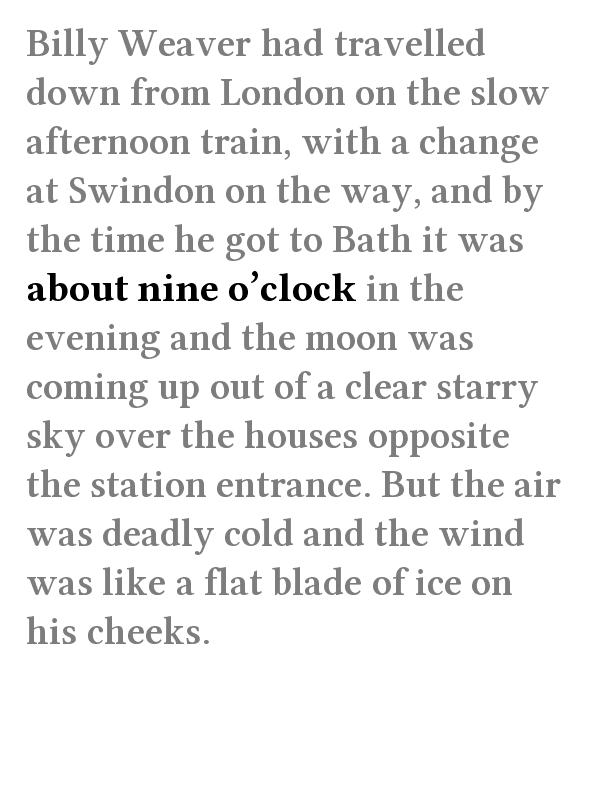 Billy Weaver had travelled
down from London on the slow
afternoon train, with a change
at Swindon on the way, and by
the time he got to Bath it was
about nine o’clock in the
evening and the moon was
coming up out of a clear starry
sky over the houses opposite
the station entrance. But the air
was deadly cold and the wind
was like a flat blade of ice on
his cheeks.